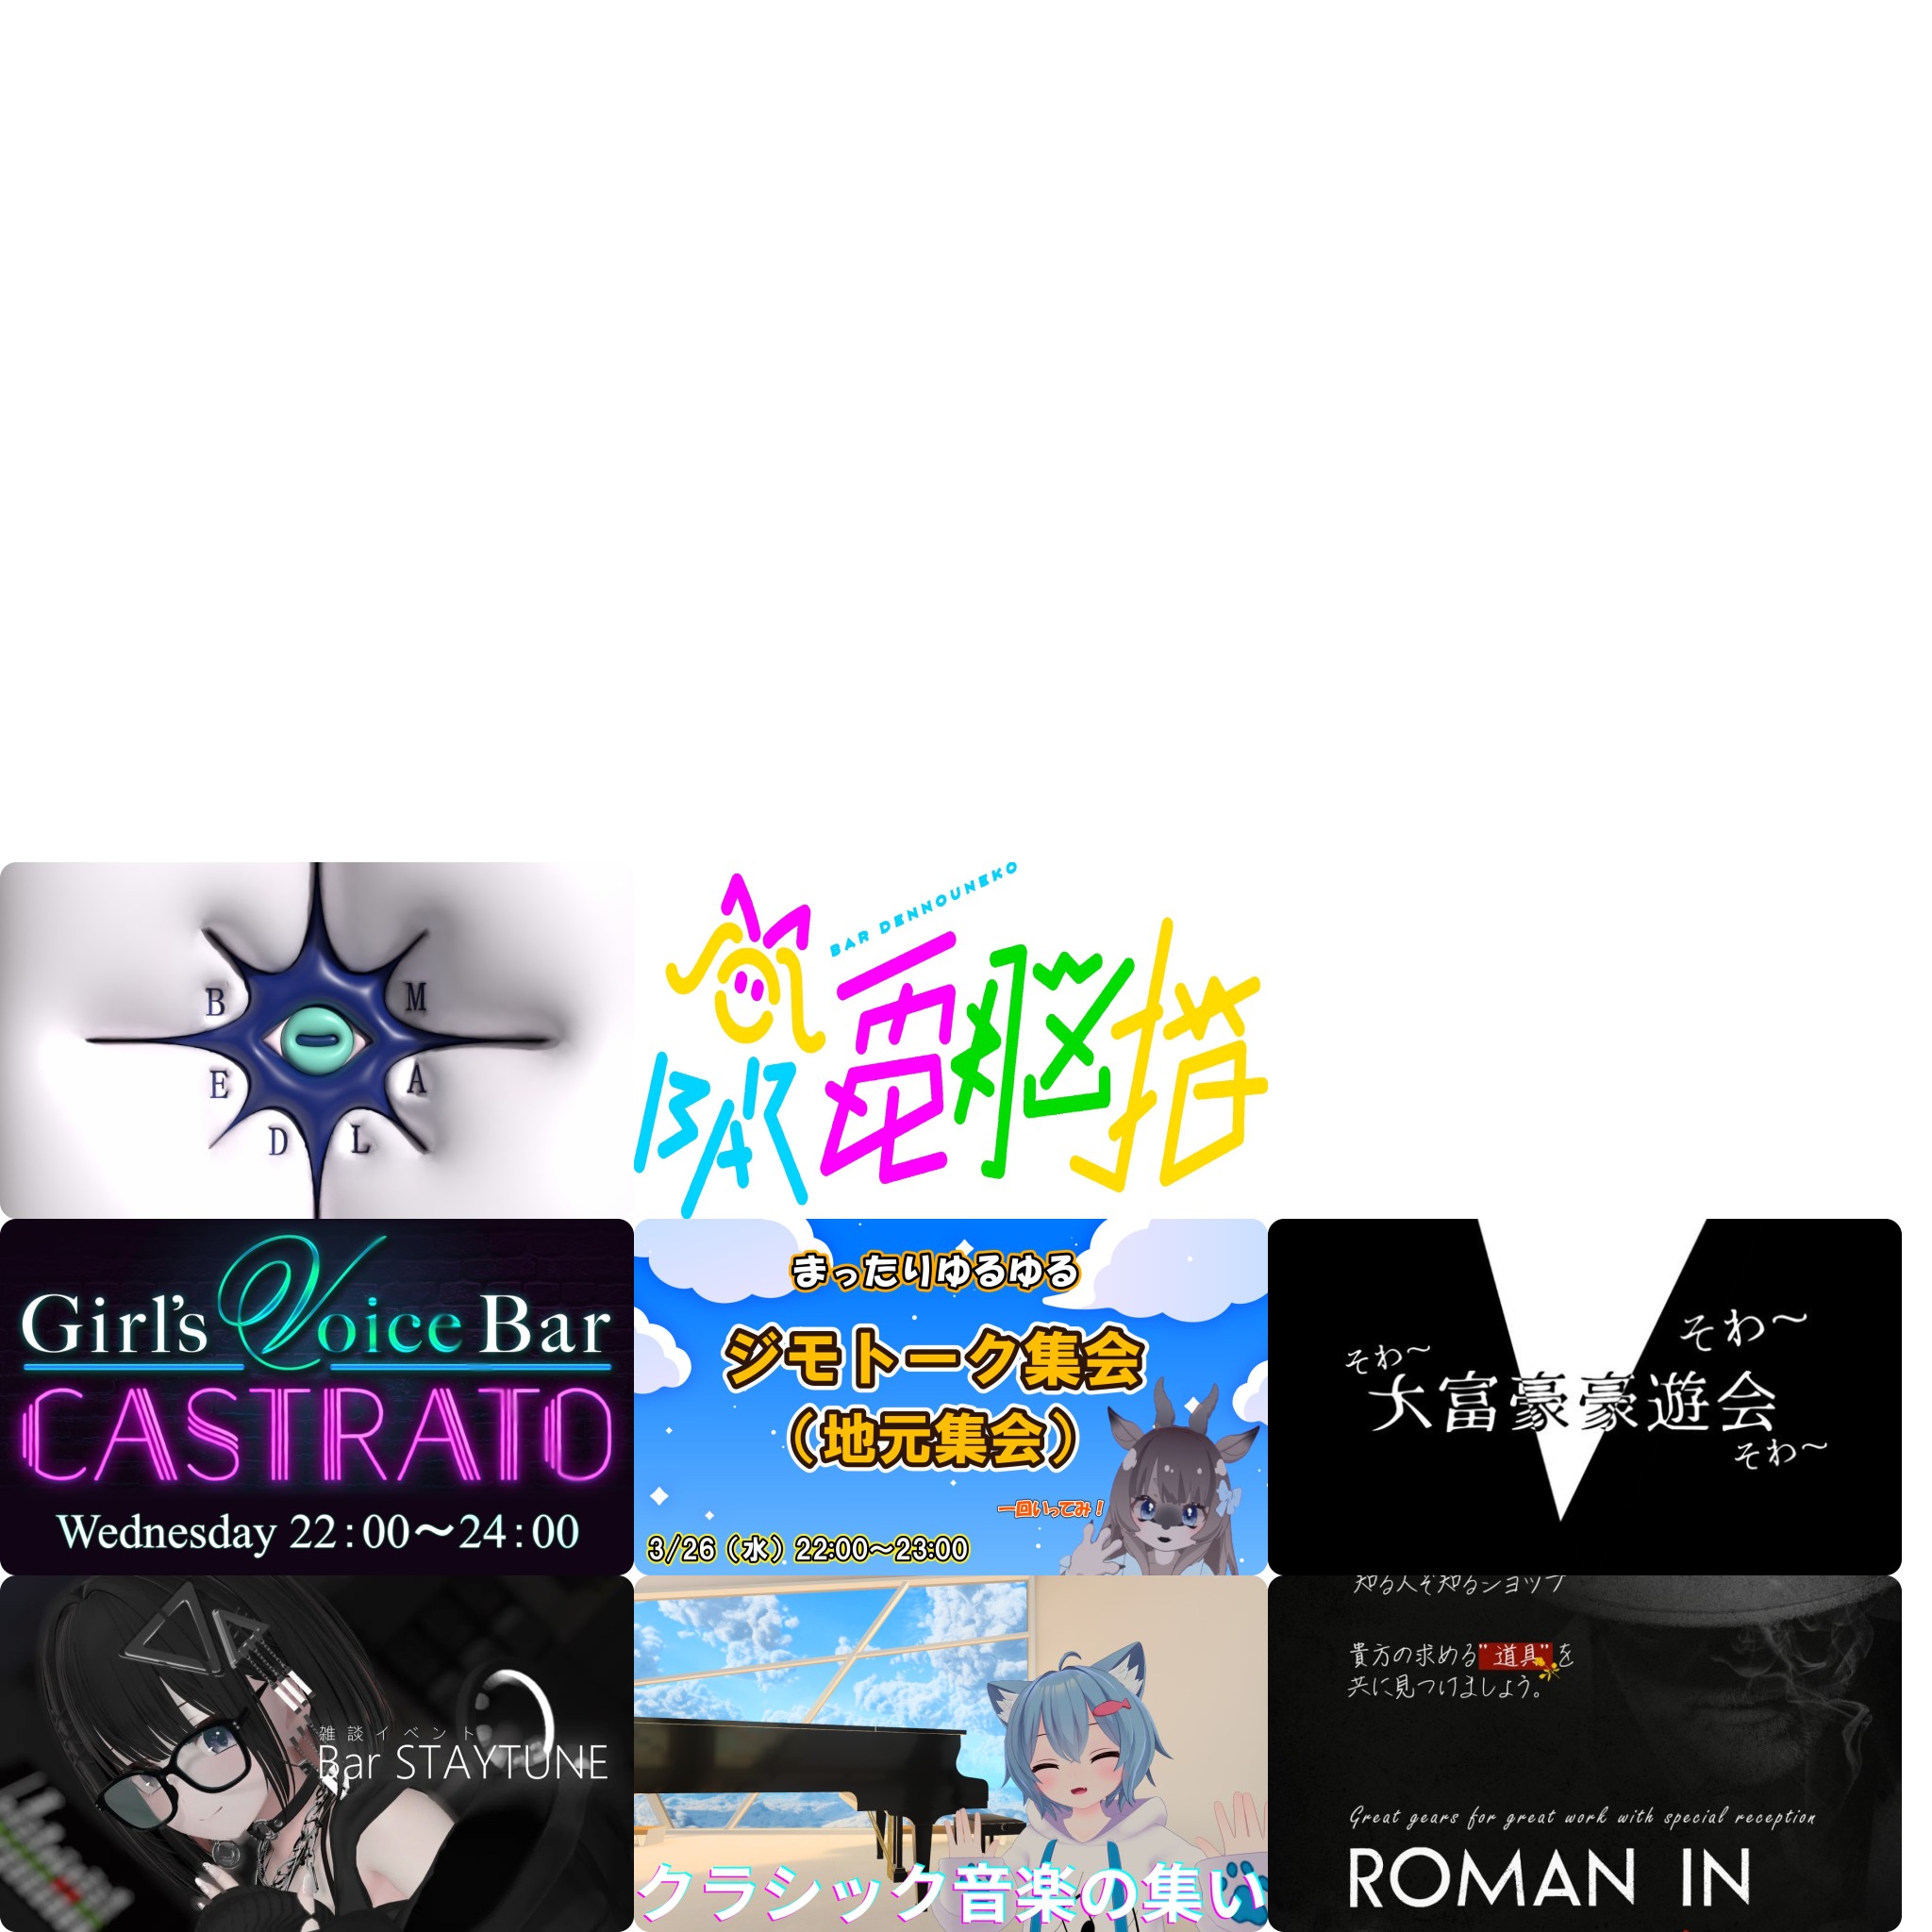 B M
E A
D L
BAR DENNOUNEKO
BAR 電脳猫
Girl's Voice Bar
CASTRATO
Wednesday 22:00〜24:00
まったりゆるゆる
ジモトーク集会
（地元集会）
一回いってみ！
3/26（水）22:00〜23:00
そわ〜
そわ〜
大富豪豪遊会
そわ〜
雑談イベント
Bar STAYTUNE
クラシック音楽の集い
知る人ぞ知るショップ
貴方の求める"道具"を
共に見つけましょう。
Great gears for great work with special reception
ROMAN IN